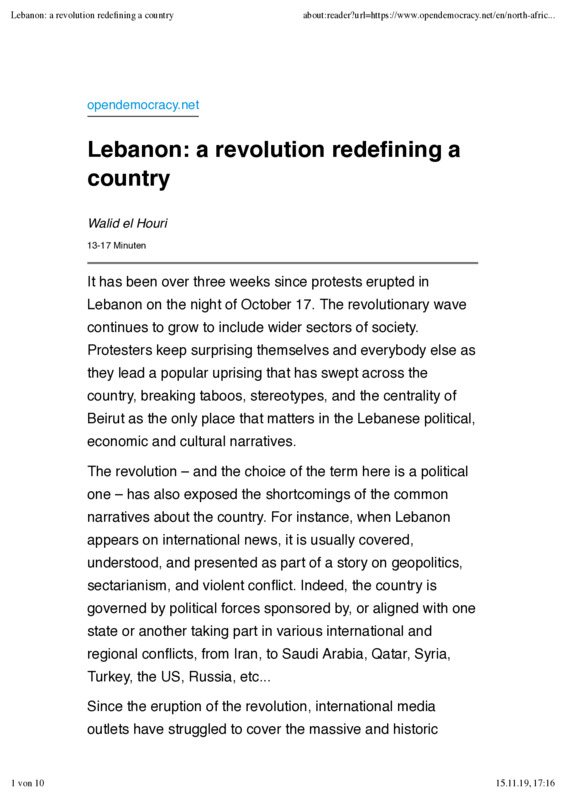 Lebanon: a revolution redefining a country
about:reader?url=https://www.opendemocracy.net/en/north-afric...
opendemocracy.net
Lebanon: a revolution redefining a
country
Walid el Houri
13-17 Minuten
It has been over three weeks since protests erupted in
Lebanon on the night of October 17. The revolutionary wave
continues to grow to include wider sectors of society.
Protesters keep surprising themselves and everybody else as
they lead a popular uprising that has swept across the
country, breaking taboos, stereotypes, and the centrality of
Beirut as the only place that matters in the Lebanese political,
economic and cultural narratives.
The revolution – and the choice of the term here is a political
one – has also exposed the shortcomings of the common
narratives about the country. For instance, when Lebanon
appears on international news, it is usually covered,
understood, and presented as part of a story on geopolitics,
sectarianism, and violent conflict. Indeed, the country is
governed by political forces sponsored by, or aligned with one
state or another taking part in various international and
regional conflicts, from Iran, to Saudi Arabia, Qatar, Syria,
Turkey, the US, Russia, etc...
Since the eruption of the revolution, international media
outlets have struggled to cover the massive and historic
1 von 10
15.11.19, 17:16